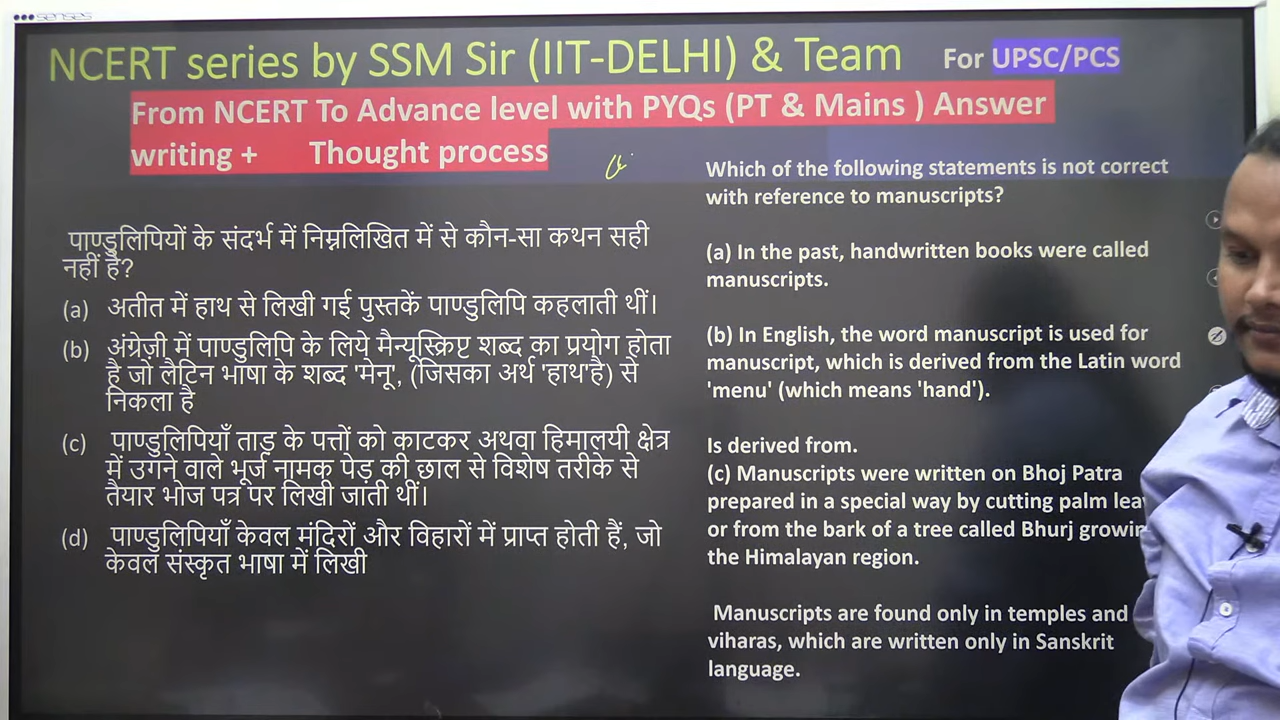 NCERT series by SSM Sir (IIT-DELHI) & Team For UPSC/PCS
From NCERT To Advance level with PYQs (PT & Mains ) Answer
writing + Thought process
पाण्डुलिपियों के संदर्भ में निम्नलिखित में से कौन-सा कथन सही
नहीं है?
(a) अतीत में हाथ से लिखी गई पुस्तकें पाण्डुलिपि कहलाती थीं।
(b) अंग्रेज़ी में पाण्डुलिपि के लिये मैन्यूस्क्रिप्ट शब्द का प्रयोग होता
है जो लैटिन भाषा के शब्द 'मेनू', (जिसका अर्थ 'हाथ'है) से
निकला है
(c) पाण्डुलिपियाँ ताड़ के पत्तों को काटकर अथवा हिमालयी क्षेत्र
में उगने वाले भूर्ज नामक पेड़ की छाल से विशेष तरीके से
तैयार भोज पत्र पर लिखी जाती थीं।
(d) पाण्डुलिपियाँ केवल मंदिरों और विहारों में प्राप्त होती हैं, जो
केवल संस्कृत भाषा में लिखी
Which of the following statements is not correct
with reference to manuscripts?
(a) In the past, handwritten books were called
manuscripts.
(b) In English, the word manuscript is used for
manuscript, which is derived from the Latin word
'menu' (which means 'hand').
Is derived from.
(c) Manuscripts were written on Bhoj Patra
prepared in a special way by cutting palm
or from the bark of a tree called Bhurj
the Himalayan region.
Manuscripts are found only in temples and
viharas, which are written only in Sanskrit
language.